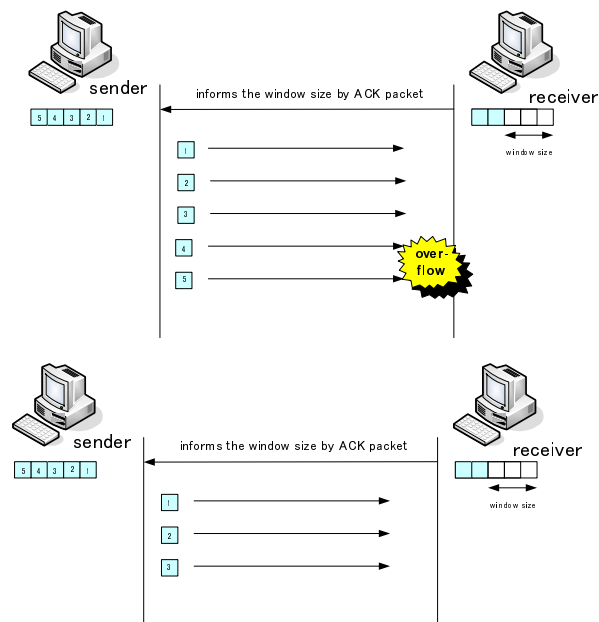 sender
receiver
informs the window size by ACK packet
5 4 3 2 1
window size
1
2
3
4
5
over-
flow
sender
receiver
informs the window size by ACK packet
5 4 3 2 1
window size
1
2
3